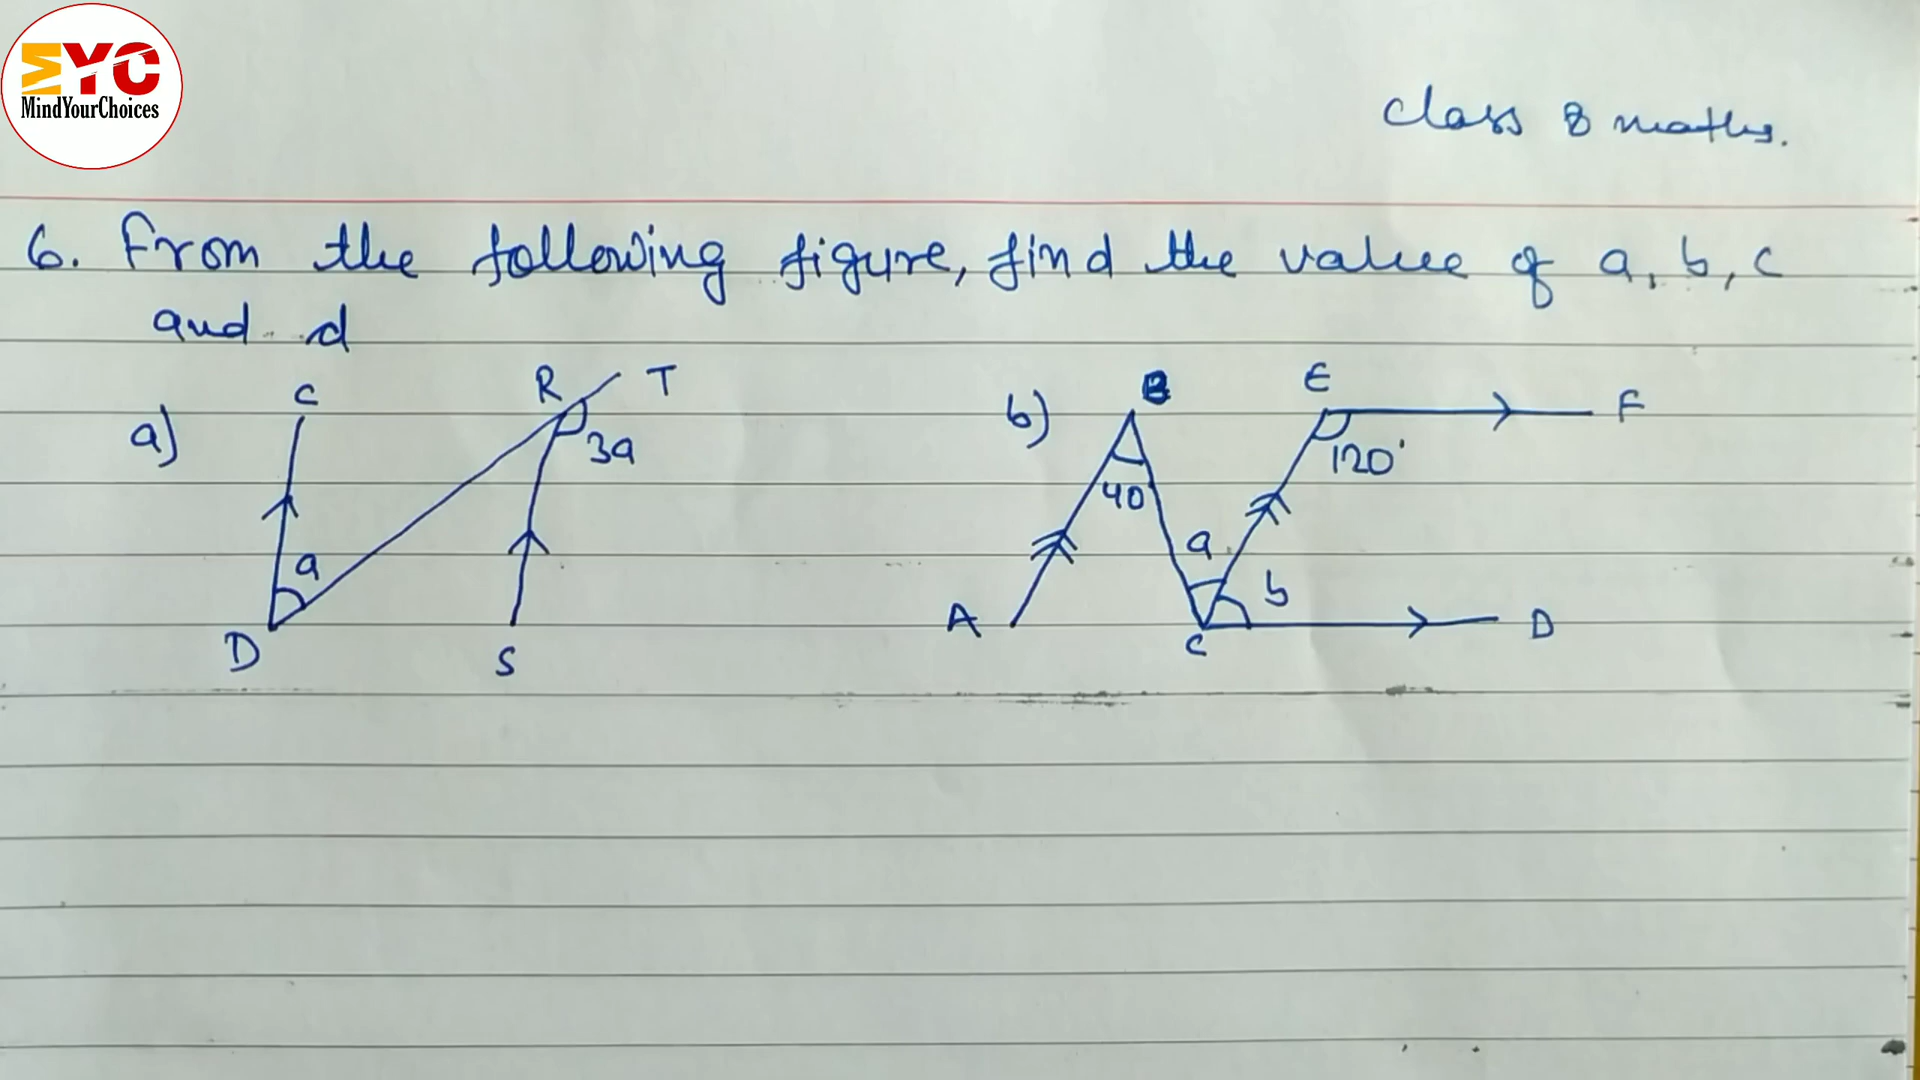 MYC
MindYourChoices
class 8 maths.
6. From the following figure, find the value of a, b, c
and d
a)
C
R
T
3a
a
D
S
b)
B
E
F
40
120°
a
b
A
C
D